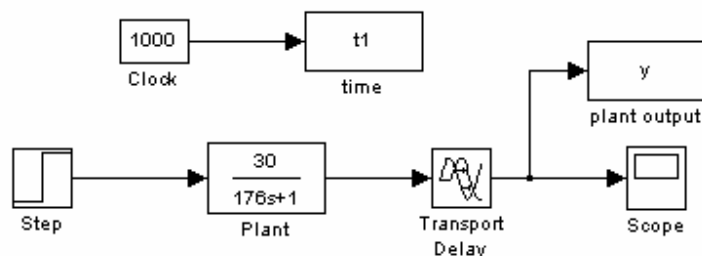 1000
Clock
t1
time
y
plant output
Step
30
176s+1
Plant
Transport
Delay
Scope